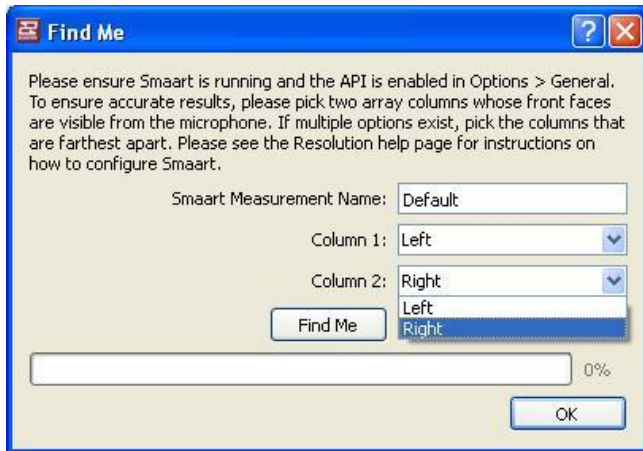 Find Me
Please ensure Smaart is running and the API is enabled in Options > General.
To ensure accurate results, please pick two array columns whose front faces
are visible from the microphone. If multiple options exist, pick the columns that
are farthest apart. Please see the Resolution help page for instructions on
how to configure Smaart.
Smaart Measurement Name: Default
Column 1: Left
Column 2: Right
Left
Find Me Right
0%
OK